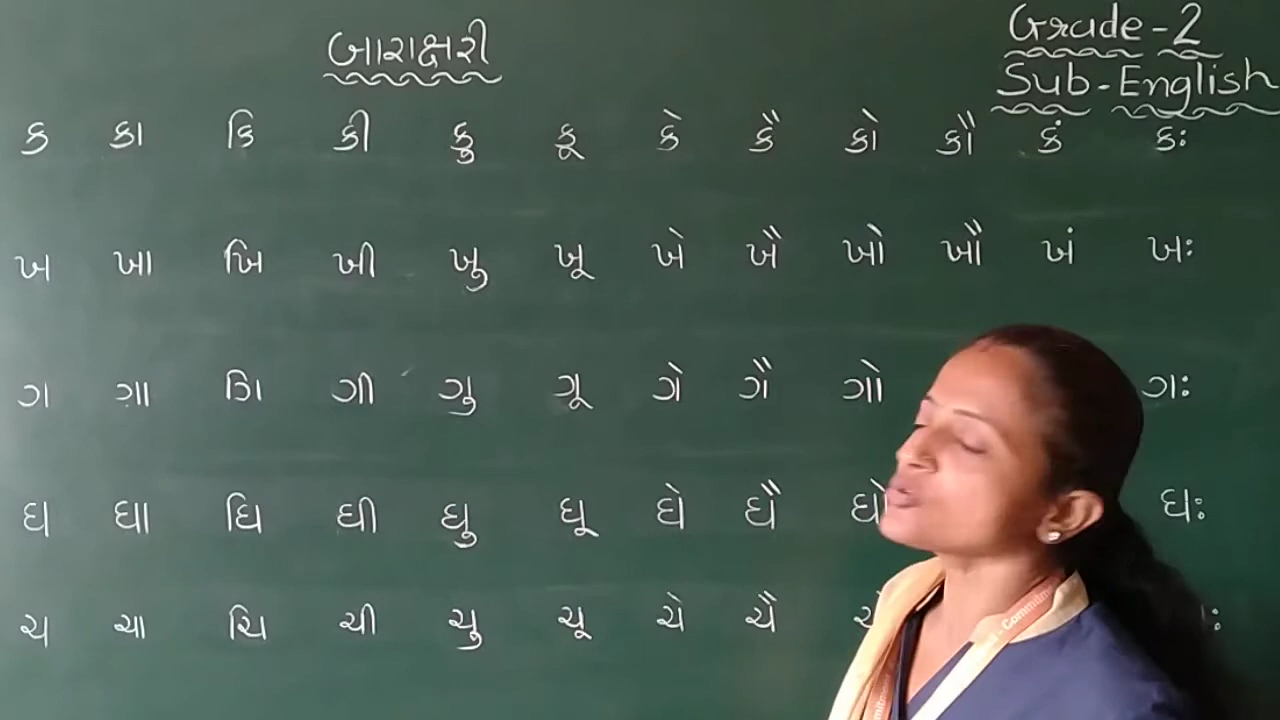 બારાક્ષરી
Grade-2
Sub-English
ક કા કિ કી કુ કૂ કે કૈ કો કૌ કં કઃ
ખ ખા ખિ ખી ખુ ખૂ ખે ખૈ ખો ખૌ ખં ખઃ
ગ ગા ગિ ગી ગુ ગૂ ગે ગૈ ગો ગઃ
ઘ ઘા ઘિ ઘી ઘુ ઘૂ ઘે ઘૈ ઘો ઘઃ
ચ ચા ચિ ચી ચુ ચૂ ચે ચૈ